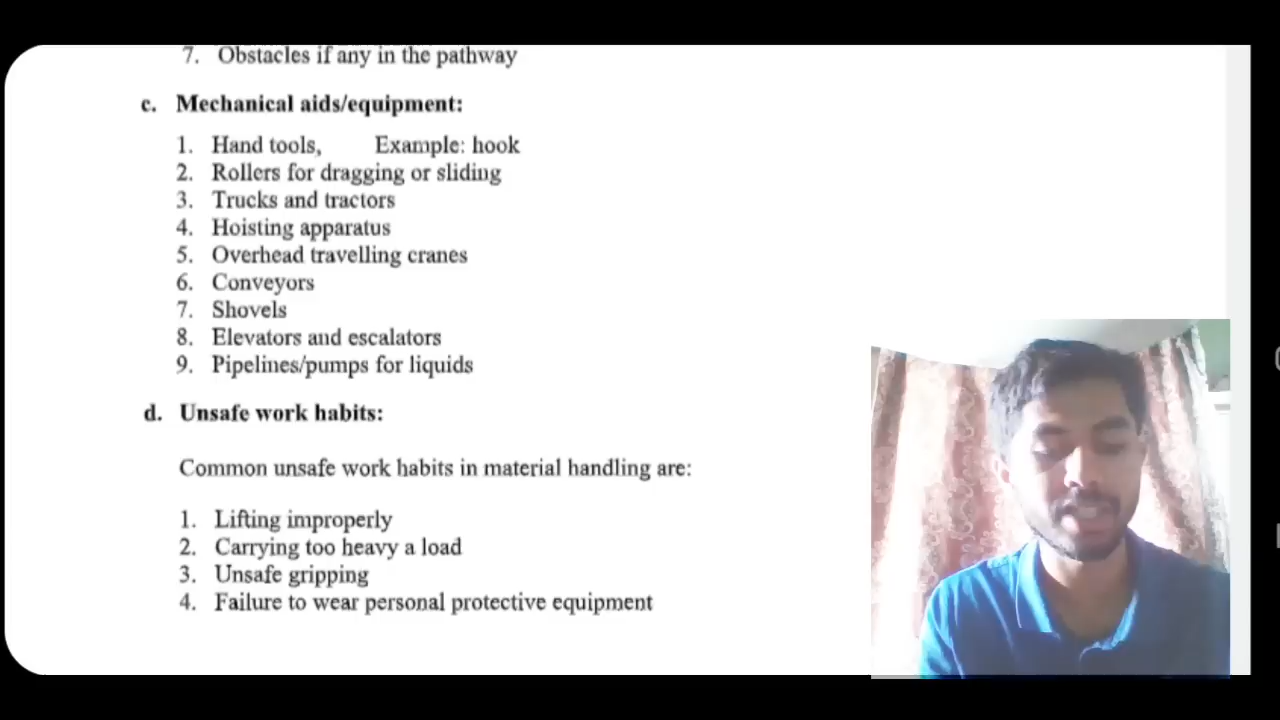 7. Obstacles if any in the pathway
c. Mechanical aids/equipment:
1. Hand tools, Example: hook
2. Rollers for dragging or sliding
3. Trucks and tractors
4. Hoisting apparatus
5. Overhead travelling cranes
6. Conveyors
7. Shovels
8. Elevators and escalators
9. Pipelines/pumps for liquids
d. Unsafe work habits:
Common unsafe work habits in material handling are:
1. Lifting improperly
2. Carrying too heavy a load
3. Unsafe gripping
4. Failure to wear personal protective equipment